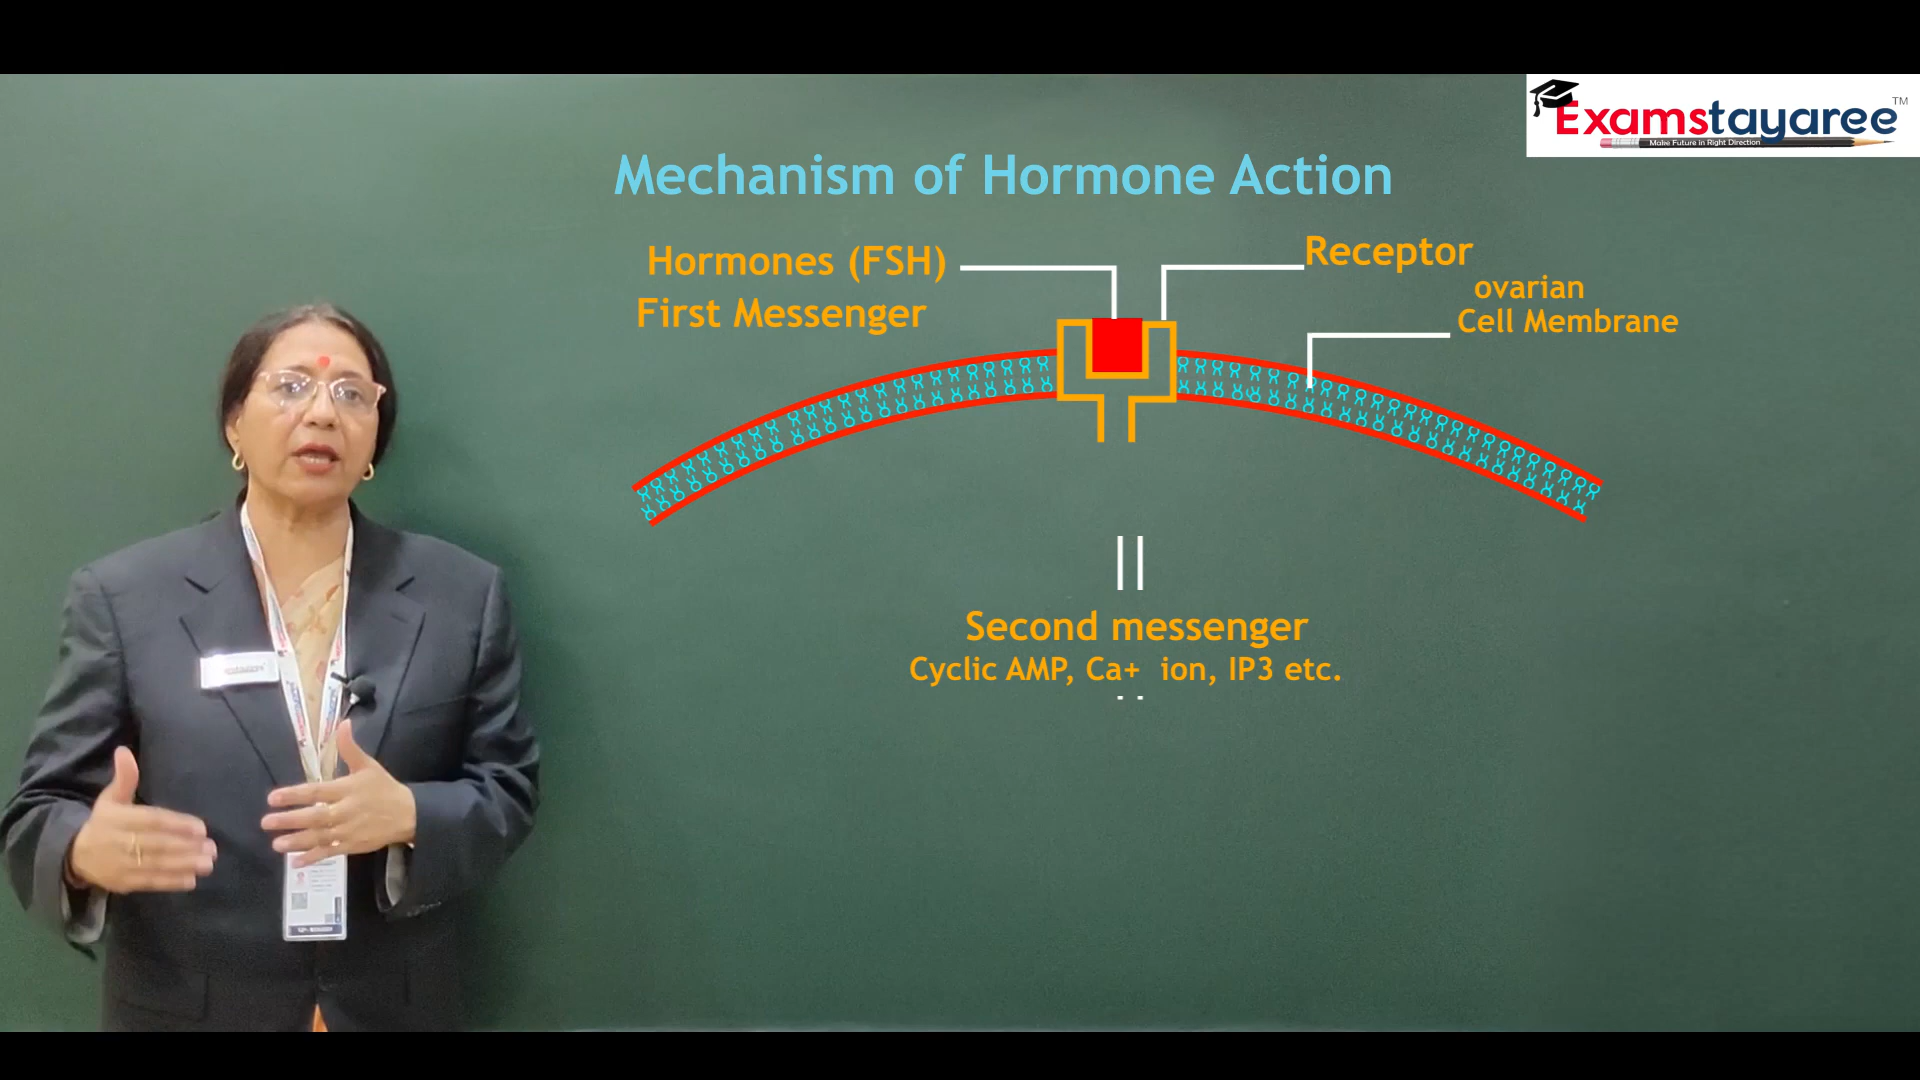 Examstayaree™
Make Future in Right Direction
Mechanism of Hormone Action
Hormones (FSH)
First Messenger
Receptor
ovarian
Cell Membrane
Second messenger
Cyclic AMP, Ca+ ion, IP3 etc.